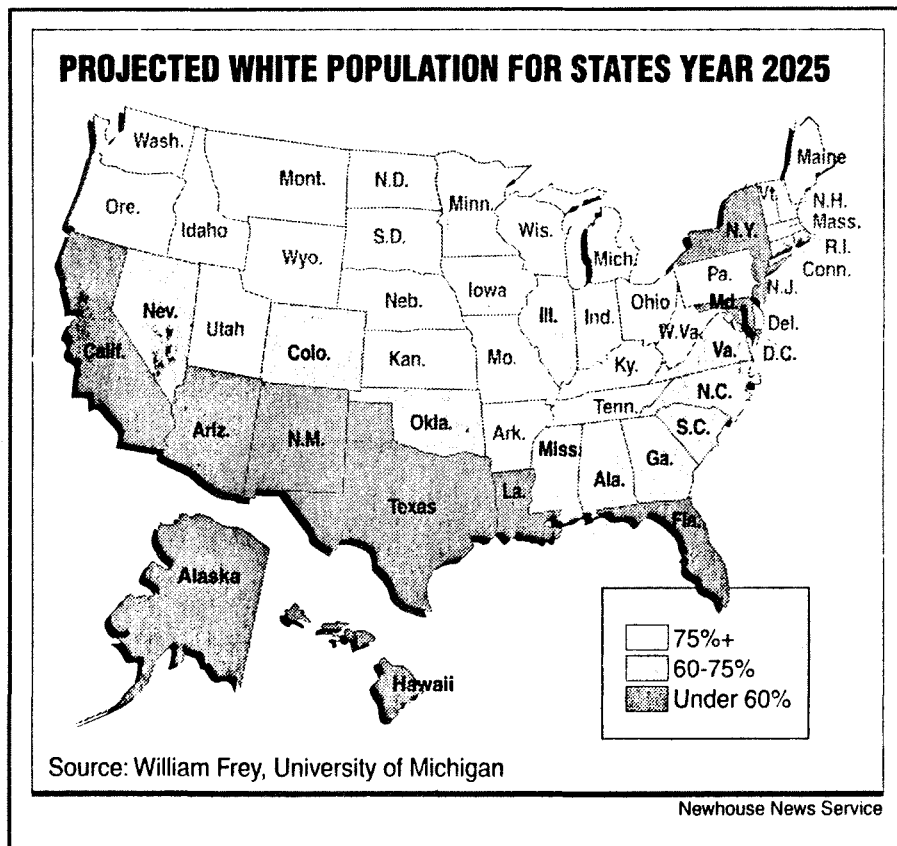 PROJECTED WHITE POPULATION FOR STATES YEAR 2025
Wash.
Mont.
N.D.
Minn.
Maine
Vt.
N.H.
Ore.
Idaho
S.D.
Wis.
Mich.
N.Y.
Mass.
R.I.
Conn.
Wyo.
Iowa
Pa.
N.J.
Nev.
Utah
Neb.
Ill.
Ind.
Ohio
Md.
Del.
Calif.
Colo.
Kan.
Mo.
W.Va.
Va.
D.C.
Ky.
N.C.
Ariz.
N.M.
Okla.
Ark.
Tenn.
S.C.
Texas
La.
Miss.
Ala.
Ga.
Fla.
Alaska
Hawaii
75%+
60-75%
Under 60%
Source: William Frey, University of Michigan
Newhouse News Service